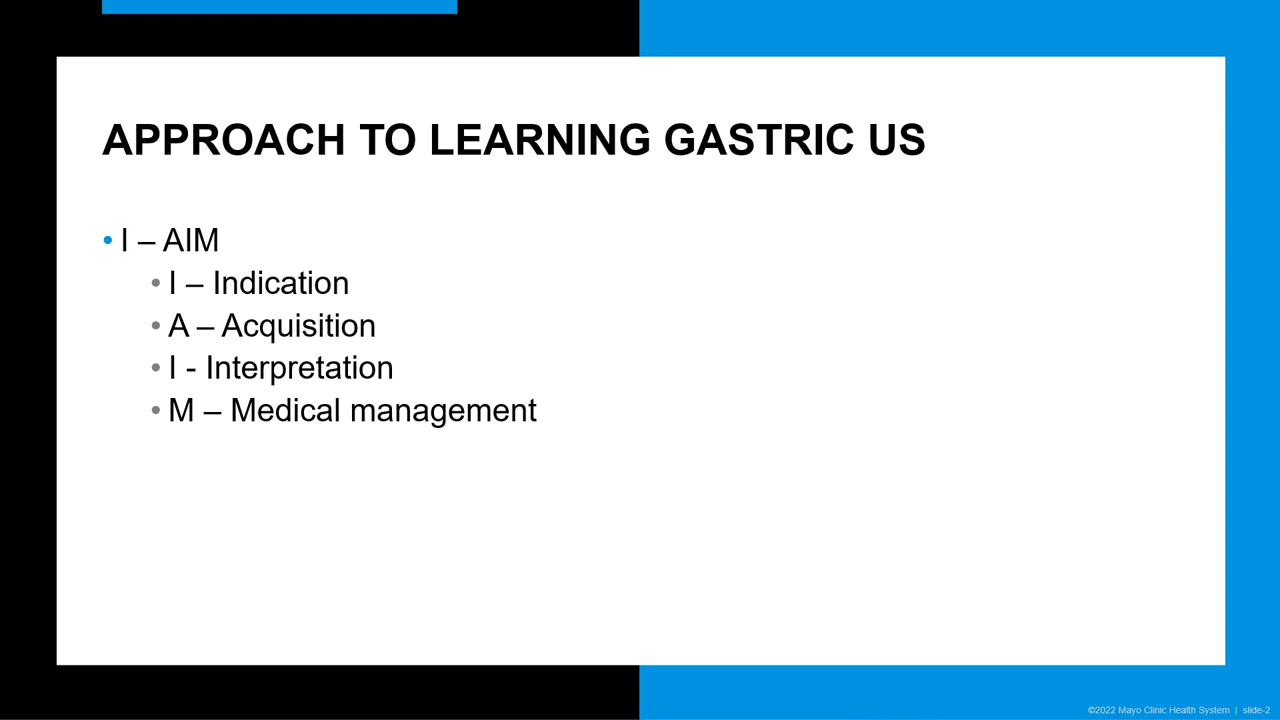 APPROACH TO LEARNING GASTRIC US
• I – AIM
• I – Indication
• A – Acquisition
• I - Interpretation
• M – Medical management
©2022 Mayo Clinic Health System | slide-2